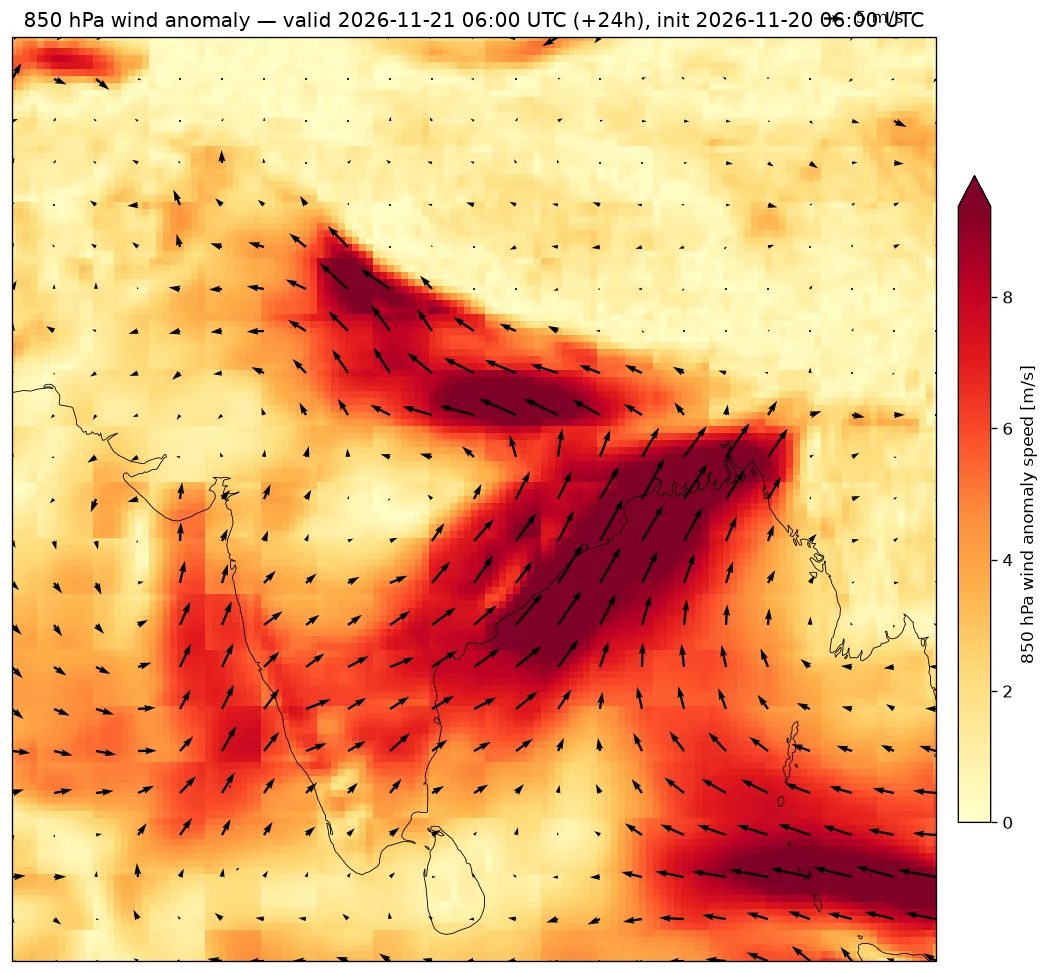 850 hPa wind anomaly — valid 2026-11-21 06:00 UTC (+24h), init 2026-11-20 06:00 UTC
5 m/s
8
6
4
2
0
850 hPa wind anomaly speed [m/s]